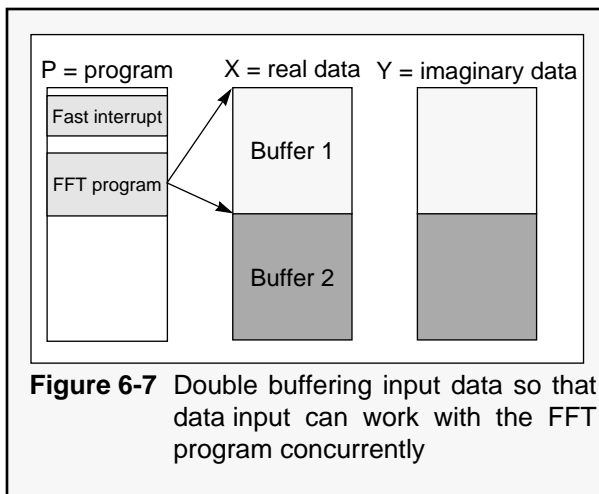 P = program
X = real data
Y = imaginary data
Fast interrupt
FFT program
Buffer 1
Buffer 2
Figure 6-7 Double buffering input data so that
data input can work with the FFT
program concurrently